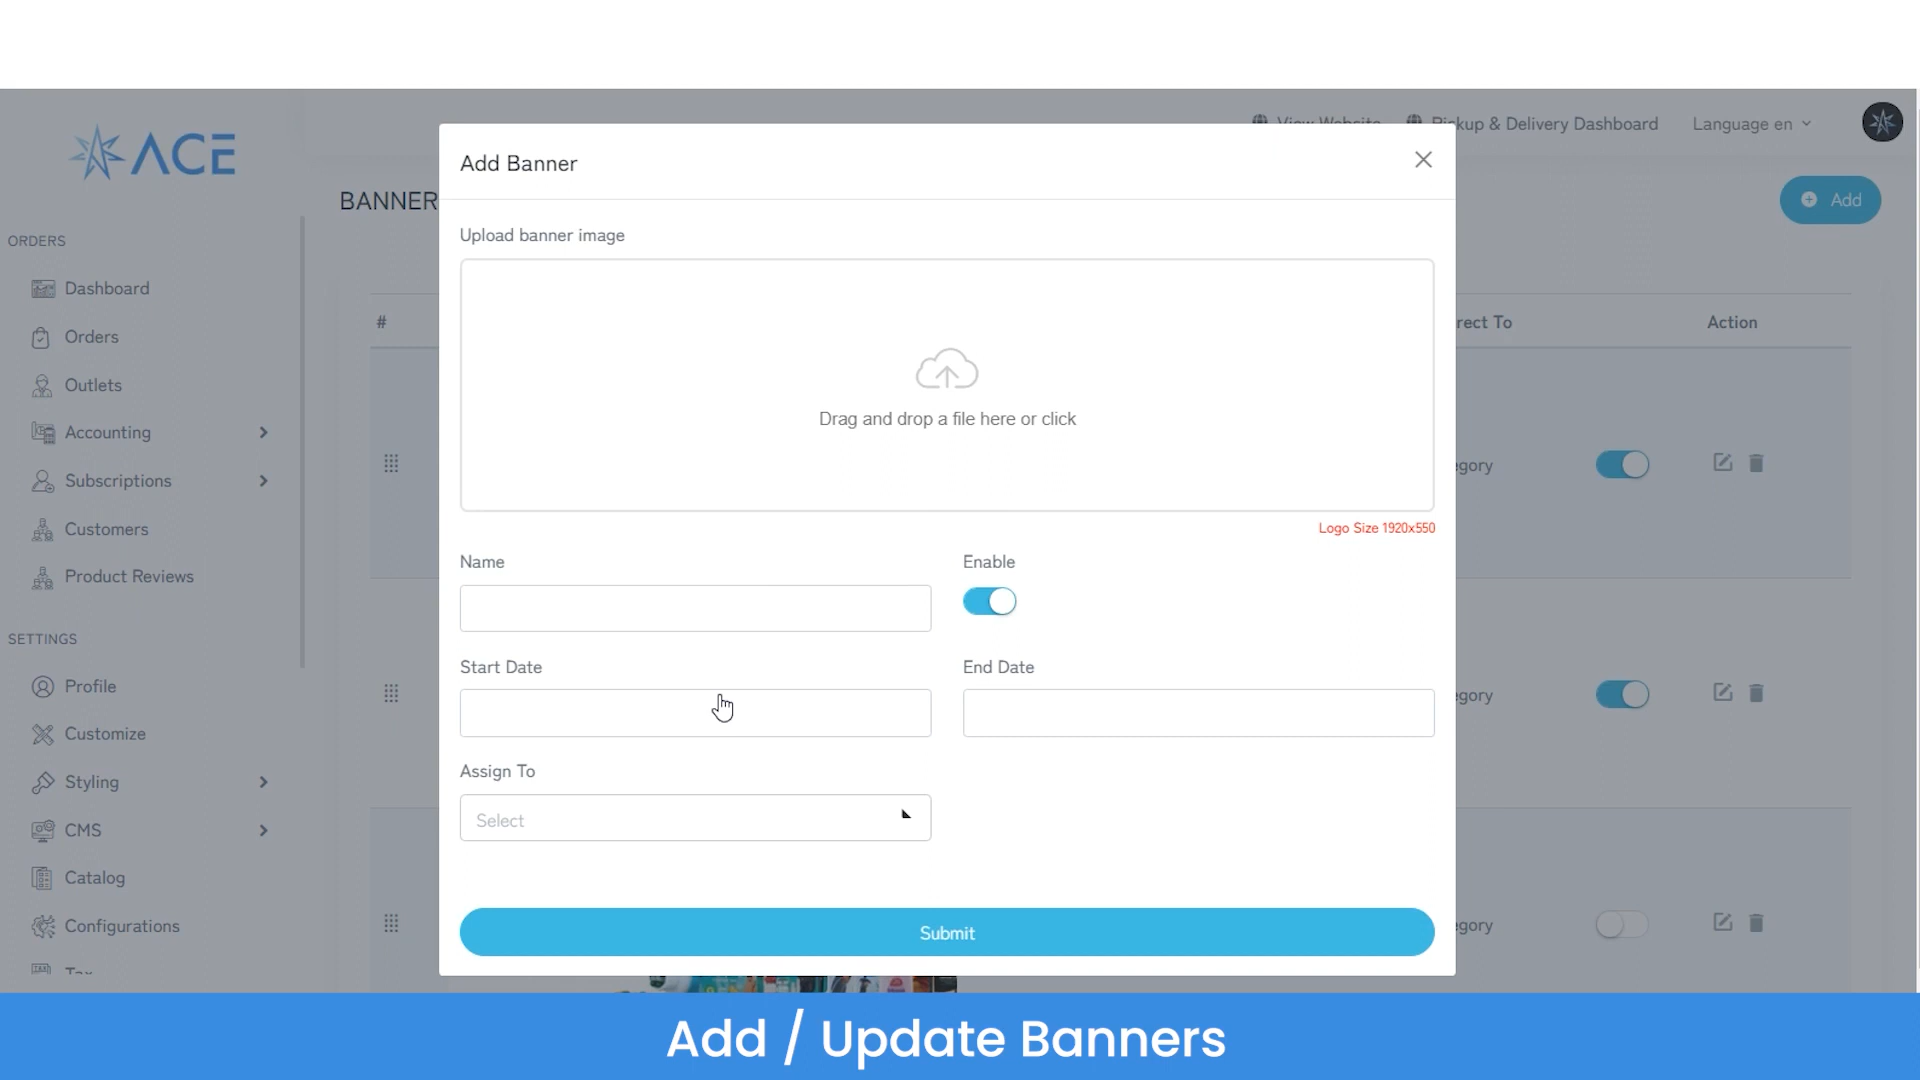 ACE
View Website
Pickup & Delivery Dashboard
Language en
BANNER
Add
ORDERS
Dashboard
Orders
Outlets
Accounting
Subscriptions
Customers
Product Reviews
SETTINGS
Profile
Customize
Styling
CMS
Catalog
Configurations
Tax
Add Banner
Upload banner image
Drag and drop a file here or click
Logo Size 1920x550
Name
Enable
Start Date
End Date
Assign To
Select
Submit
#
rect To
Action
gory
gory
gory
Add / Update Banners